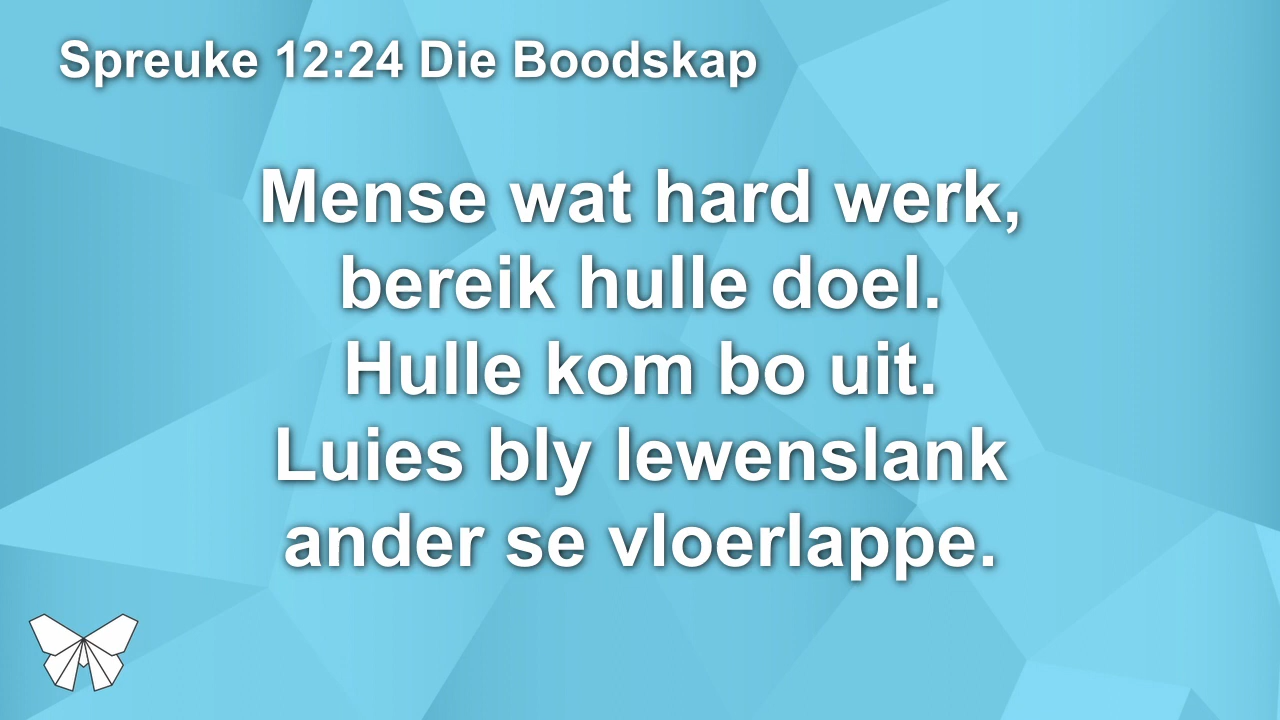 Spreuke 12:24 Die Boodskap
Mense wat hard werk,
bereik hulle doel.
Hulle kom bo uit.
Luies bly lewenslank
ander se vloerlappe.